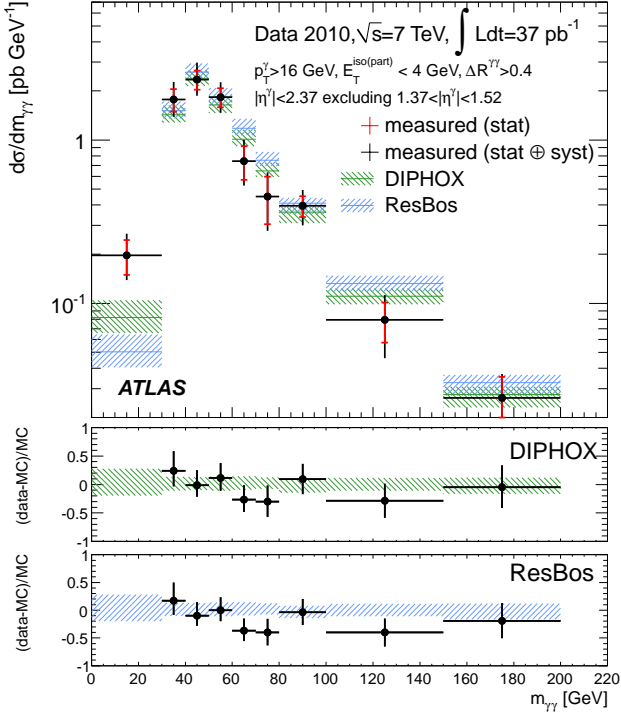 Data 2010, √s=7 TeV, ∫ Ldt=37 pb⁻¹
p_T^γ>16 GeV, E_T^iso(part) < 4 GeV, ΔR^γγ>0.4
|η^γ|<2.37 excluding 1.37<|η^γ|<1.52
measured (stat)
measured (stat ⊕ syst)
DIPHOX
ResBos
dσ/dm_γγ [pb GeV⁻¹]
1
10⁻¹
ATLAS
DIPHOX
(data-MC)/MC
1
0.5
0
-0.5
-1
ResBos
(data-MC)/MC
1
0.5
0
-0.5
-1
0 20 40 60 80 100 120 140 160 180 200 220
m_γγ [GeV]